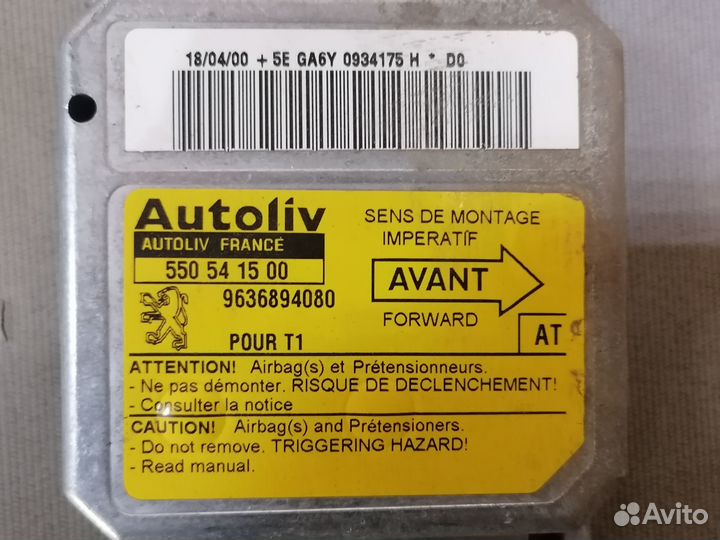 18/04/00 + 5E GA6Y 0934175 H * D0
Autoliv
AUTOLIV FRANCE
550 54 15 00
9636894080
POUR T1
SENS DE MONTAGE
IMPERATIF
AVANT
FORWARD
AT
ATTENTION! Airbag(s) et Prétensionneurs.
- Ne pas démonter. RISQUE DE DECLENCHEMENT!
- Consulter la notice
CAUTION! Airbag(s) and Prétensioners.
- Do not remove. TRIGGERING HAZARD!
- Read manual.
Avito